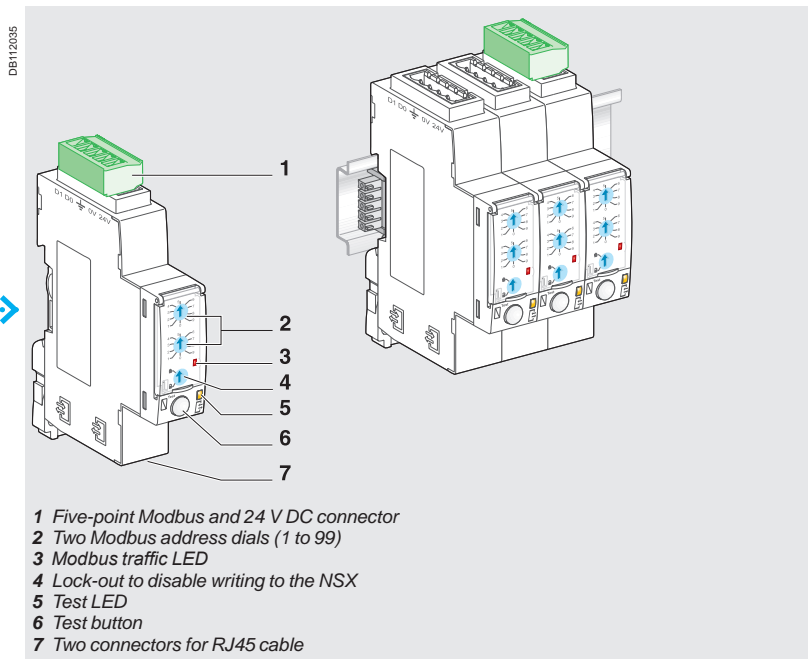 DB112035
D1 D0 0V 24V
D1 D0 0V 24V
1
2
3
4
5
6
7
1 Five-point Modbus and 24 V DC connector
2 Two Modbus address dials (1 to 99)
3 Modbus traffic LED
4 Lock-out to disable writing to the NSX
5 Test LED
6 Test button
7 Two connectors for RJ45 cable